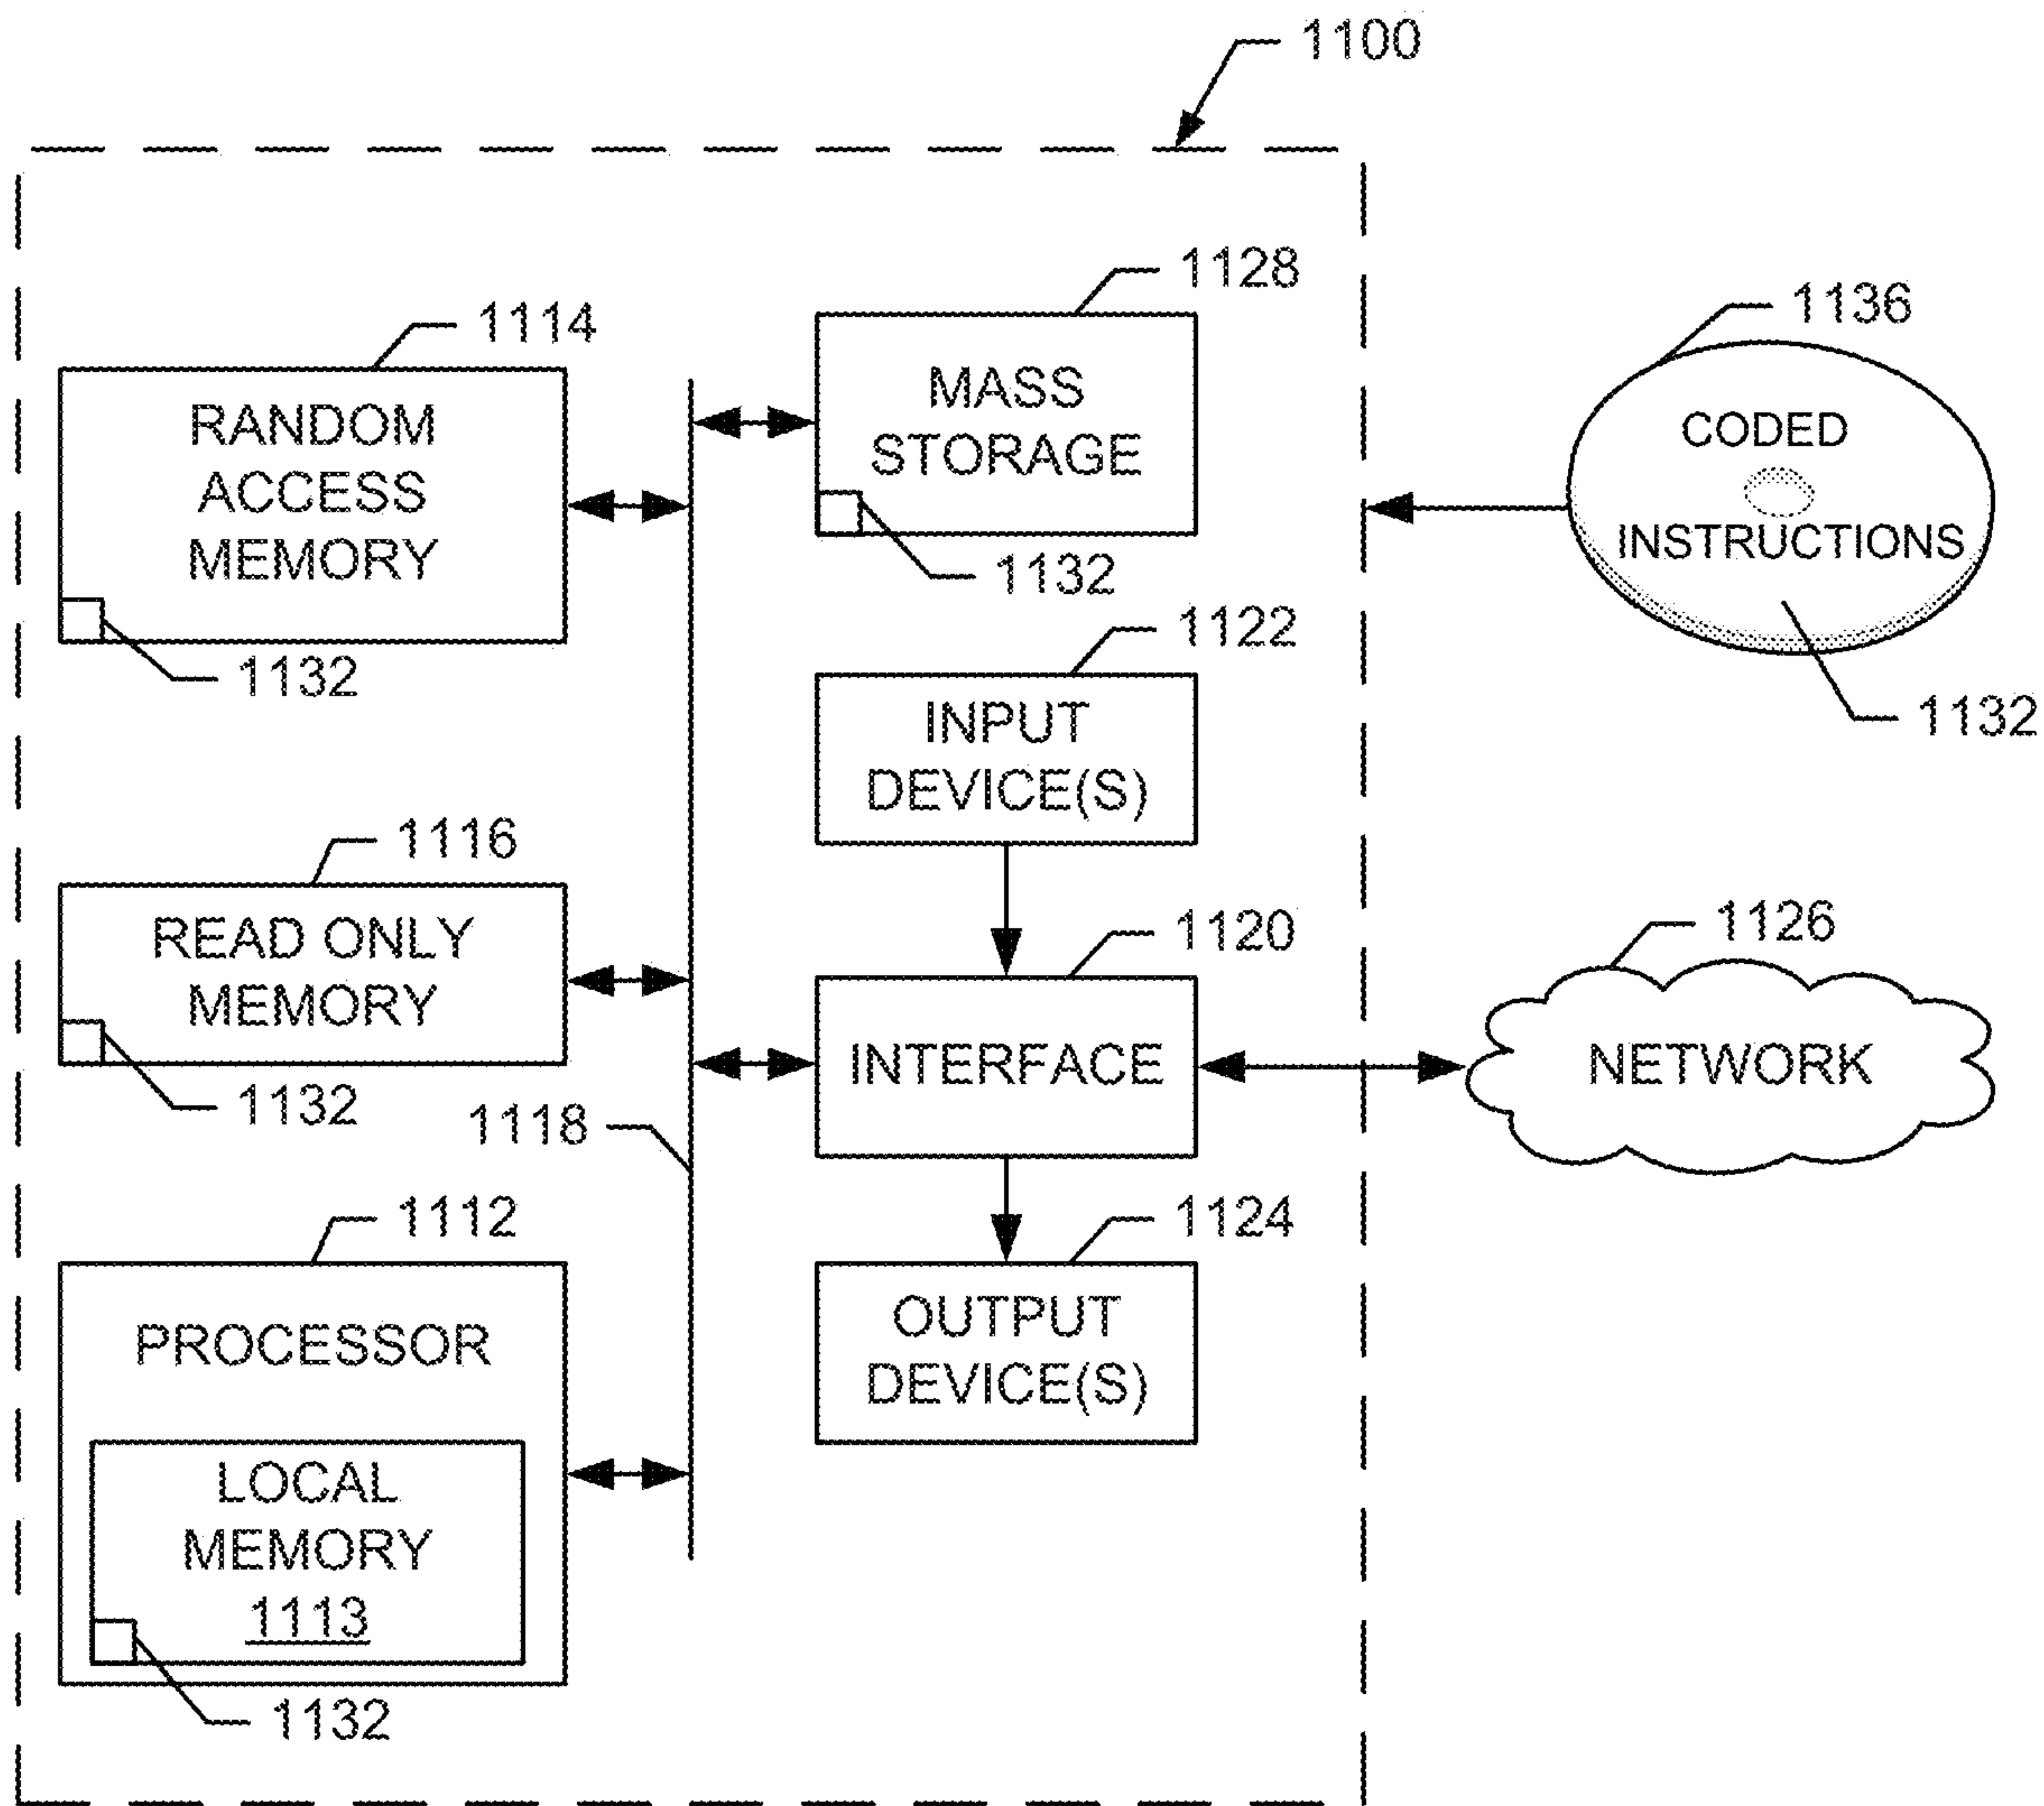 1100
1128
1114
1136
MASS
STORAGE
RANDOM
ACCESS
MEMORY
CODED
INSTRUCTIONS
1132
1122
1132
1132
INPUT
DEVICE(S)
1116
1120
1126
READ ONLY
MEMORY
INTERFACE
NETWORK
1132
1118
1112
1124
PROCESSOR
OUTPUT
DEVICE(S)
LOCAL
MEMORY
1113
1132